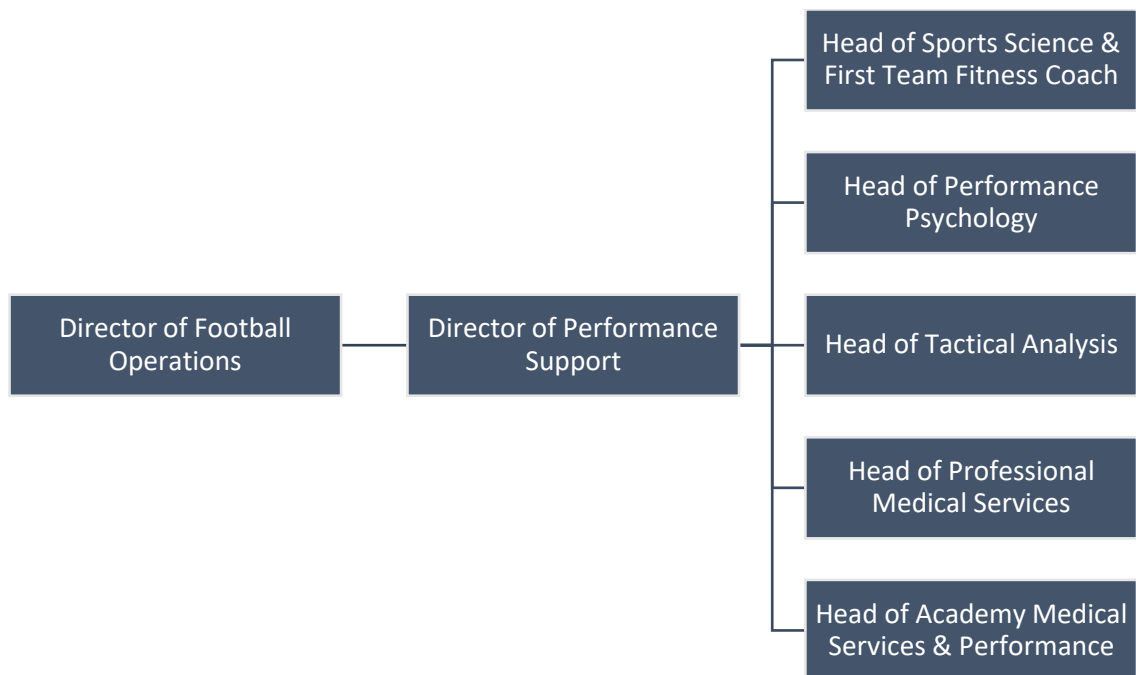 Head of Sports Science &
First Team Fitness Coach
Head of Performance
Psychology
Director of Football
Operations
Director of Performance
Support
Head of Tactical Analysis
Head of Professional
Medical Services
Head of Academy Medical
Services & Performance